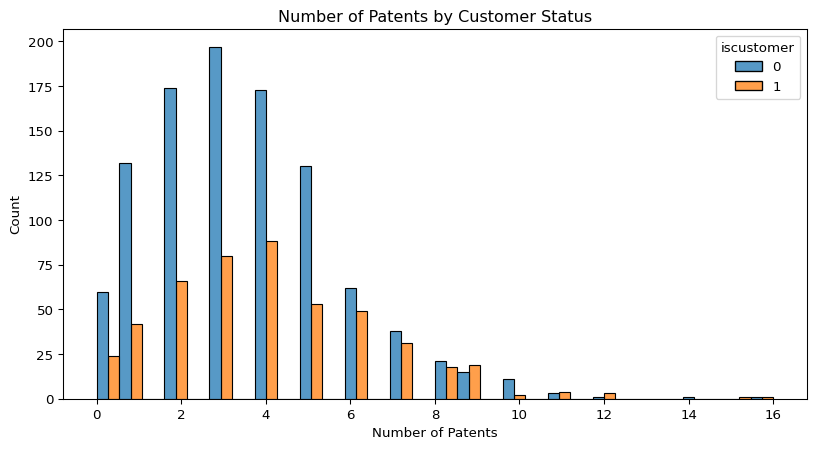 Number of Patents by Customer Status
200
175
150
125
100
75
50
25
0
Count
iscustomer
0
1
0 2 4 6 8 10 12 14 16
Number of Patents